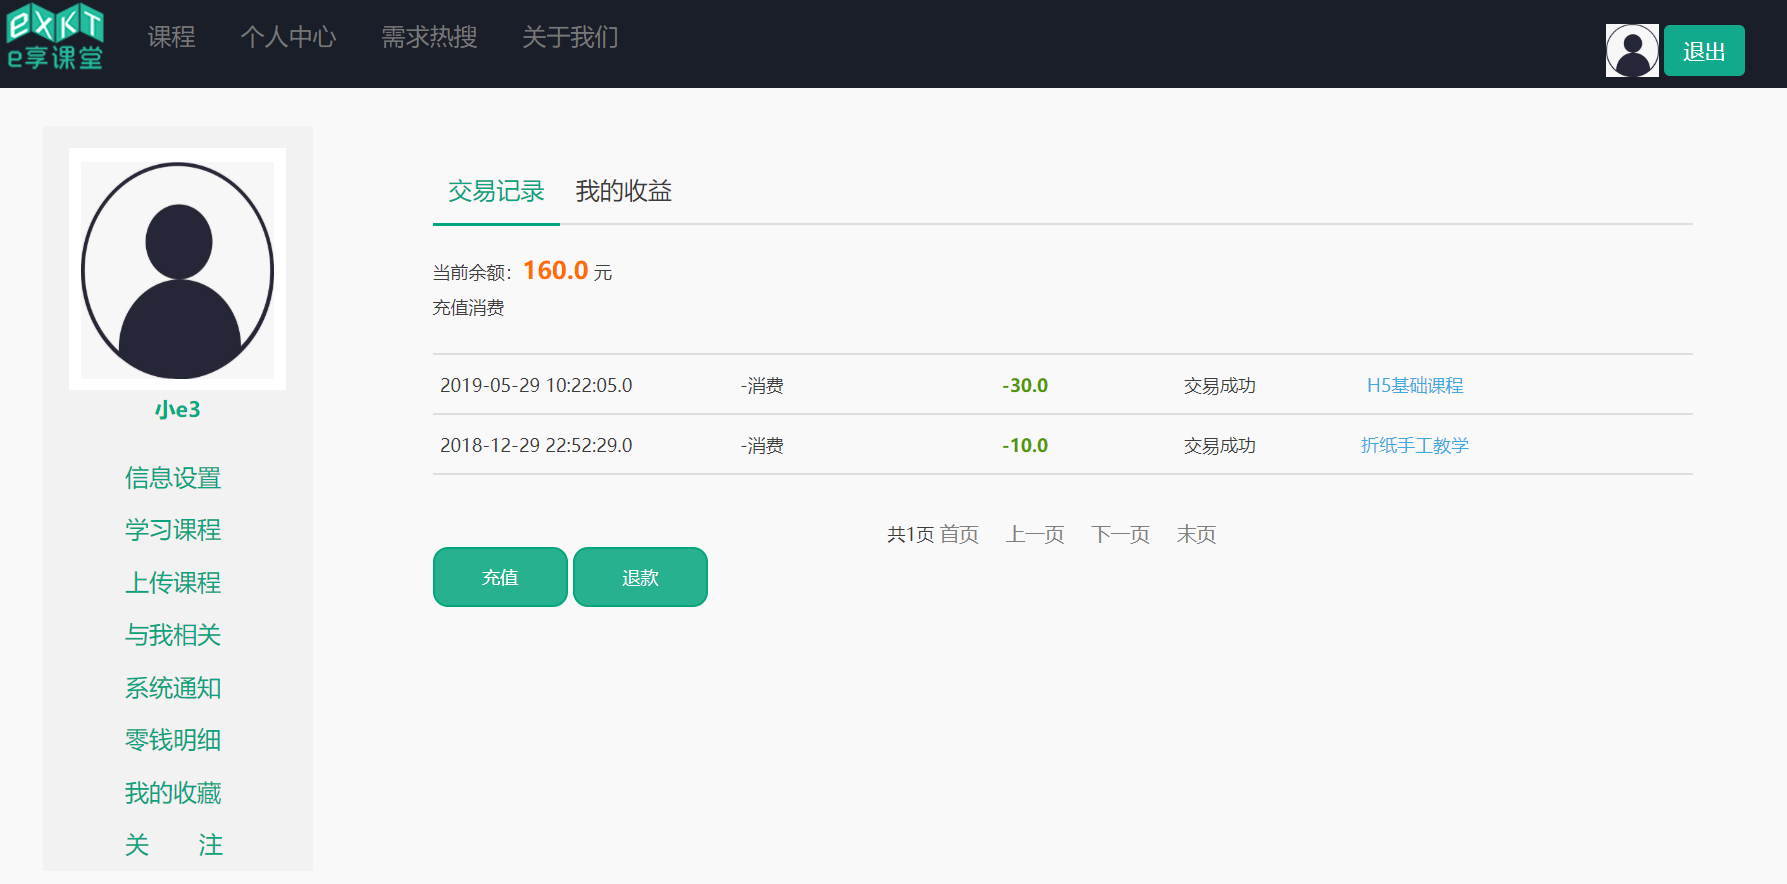 eXKT
e享课堂
课程 个人中心 需求热搜 关于我们
退出
小e3
信息设置
学习课程
上传课程
与我相关
系统通知
零钱明细
我的收藏
关 注
交易记录 我的收益
当前余额：160.0 元
充值消费
2019-05-29 10:22:05.0 -消费 -30.0 交易成功 H5基础课程
2018-12-29 22:52:29.0 -消费 -10.0 交易成功 折纸手工教学
共1页 首页 上一页 下一页 末页
充值 退款